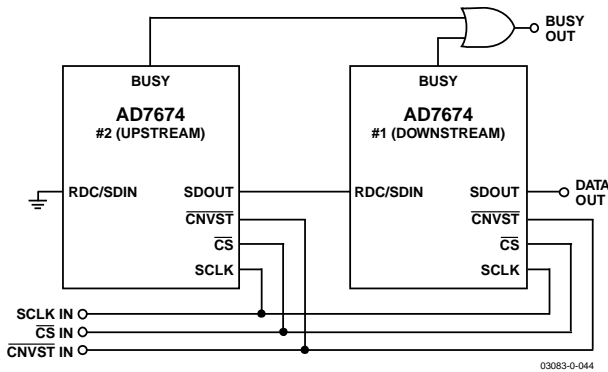 BUSY
OUT
BUSY
AD7674
#2 (UPSTREAM)
RDC/SDIN
SDOUT
CNVST
CS
SCLK
BUSY
AD7674
#1 (DOWNSTREAM)
RDC/SDIN
SDOUT
CNVST
CS
SCLK
DATA
OUT
SCLK IN
CS IN
CNVST IN
03083-0-044